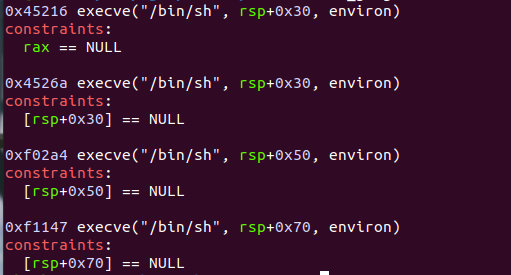 0x45216 execve("/bin/sh", rsp+0x30, environ)
constraints:
  rax == NULL
0x4526a execve("/bin/sh", rsp+0x30, environ)
constraints:
  [rsp+0x30] == NULL
0xf02a4 execve("/bin/sh", rsp+0x50, environ)
constraints:
  [rsp+0x50] == NULL
0xf1147 execve("/bin/sh", rsp+0x70, environ)
constraints:
  [rsp+0x70] == NULL